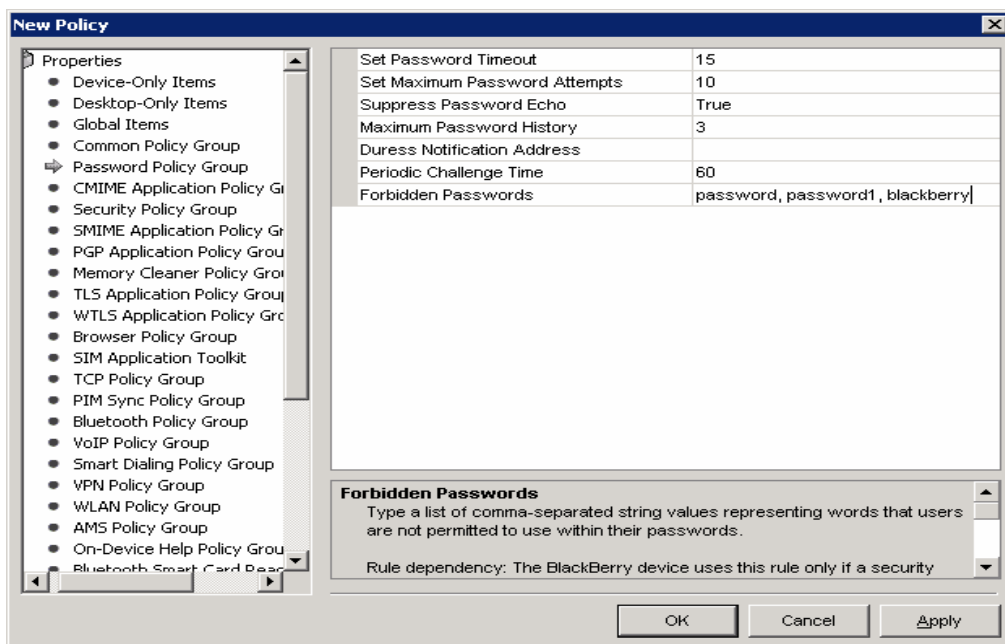 New Policy
Properties
Device-Only Items
Desktop-Only Items
Global Items
Common Policy Group
Password Policy Group
CMIME Application Policy Gr
Security Policy Group
SMIME Application Policy Gr
PGP Application Policy Grou
Memory Cleaner Policy Gro
TLS Application Policy Group
WTLS Application Policy Gro
Browser Policy Group
SIM Application Toolkit
TCP Policy Group
PIM Sync Policy Group
Bluetooth Policy Group
VoIP Policy Group
Smart Dialing Policy Group
VPN Policy Group
WLAN Policy Group
AMS Policy Group
On-Device Help Policy Grou
Bluetooth Smart Card Read
Set Password Timeout 15
Set Maximum Password Attempts 10
Suppress Password Echo True
Maximum Password History 3
Duress Notification Address
Periodic Challenge Time 60
Forbidden Passwords password, password1, blackberry
Forbidden Passwords
Type a list of comma-separated string values representing words that users
are not permitted to use within their passwords.
Rule dependency: The BlackBerry device uses this rule only if a security
OK Cancel Apply